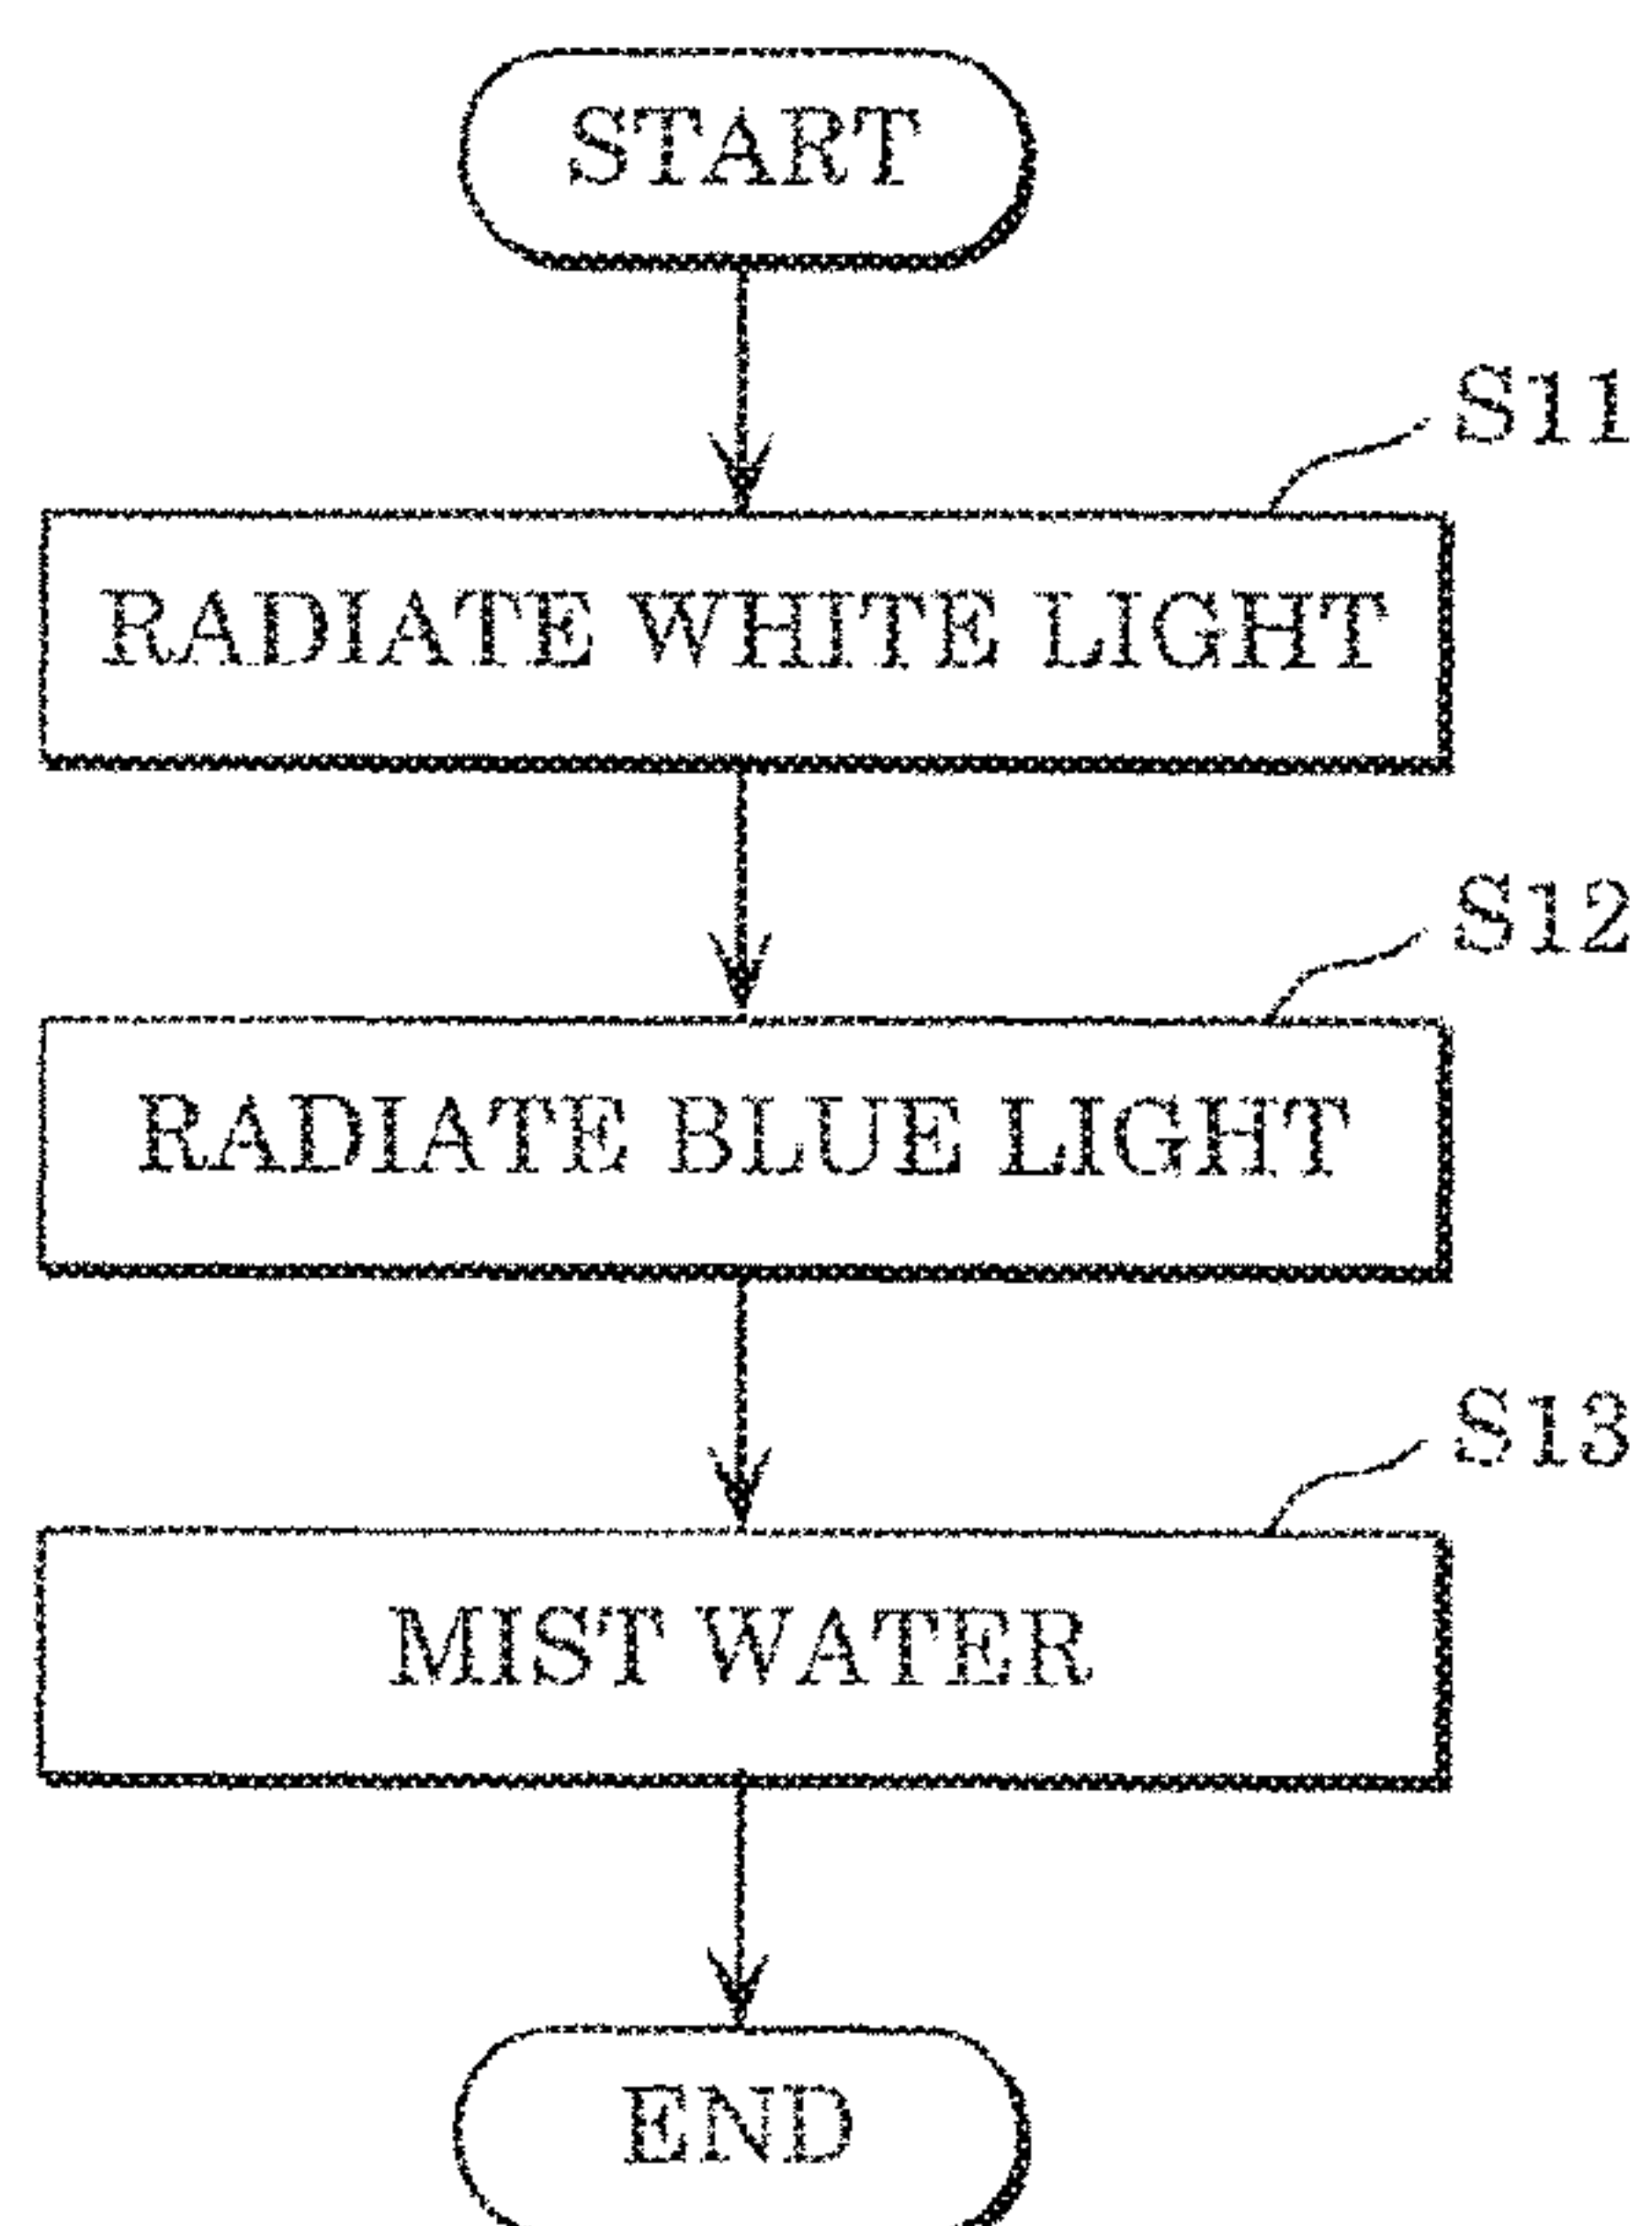 START
S11
RADIATE WHITE LIGHT
S12
RADIATE BLUE LIGHT
S13
MIST WATER
END